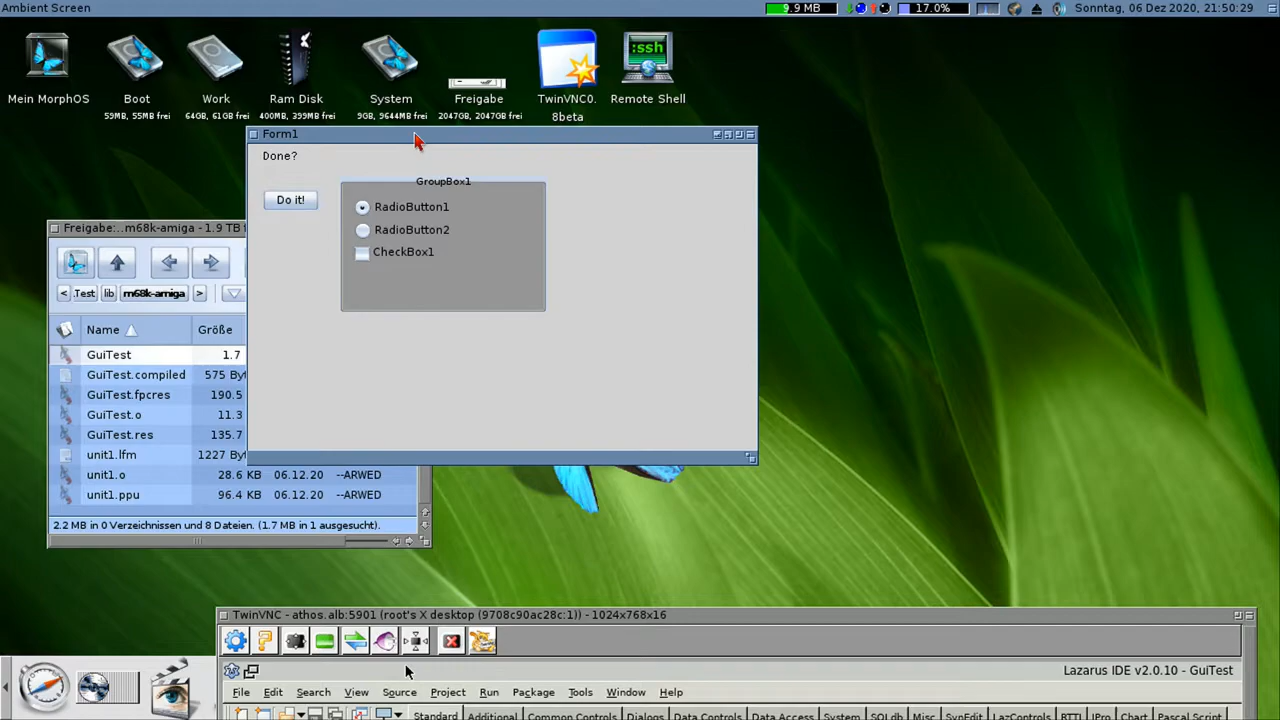 Ambient Screen
9.9 MB
17.0%
Sonntag, 06 Dez 2020, 21:50:29
:ssh
Mein MorphOS
Boot
Work
Ram Disk
System
Freigabe
TwinVNC0.
8beta
Remote Shell
59MB, 55MB frei
64GB, 61GB frei
400MB, 399MB frei
9GB, 9644MB frei
2047GB, 2047GB frei
Form1
Done?
GroupBox1
Do it!
RadioButton1
RadioButton2
CheckBox1
Freigabe:..m68k-amiga - 1.9 TB f
< .Test lib m68k-amiga >
Name Größe
GuiTest 1.7
GuiTest.compiled 575 Byt
GuiTest.fpcres 190.5
GuiTest.o 11.3
GuiTest.res 135.7
unit1.lfm 1227 Byt
unit1.o 28.6 KB 06.12.20 --ARWED
unit1.ppu 96.4 KB 06.12.20 --ARWED
2.2 MB in 0 Verzeichnissen und 8 Dateien. (1.7 MB in 1 ausgesucht).
TwinVNC - athos.alb:5901 (root's X desktop (9708c90ac28c:1)) - 1024x768x16
Lazarus IDE v2.0.10 - GuiTest
File Edit Search View Source Project Run Package Tools Window Help
Standard Additional Common Controls Dialogs Data Controls Data Access System SQLdb Misc SynEdit LazControls RTTI IPro Chart Pascal Script